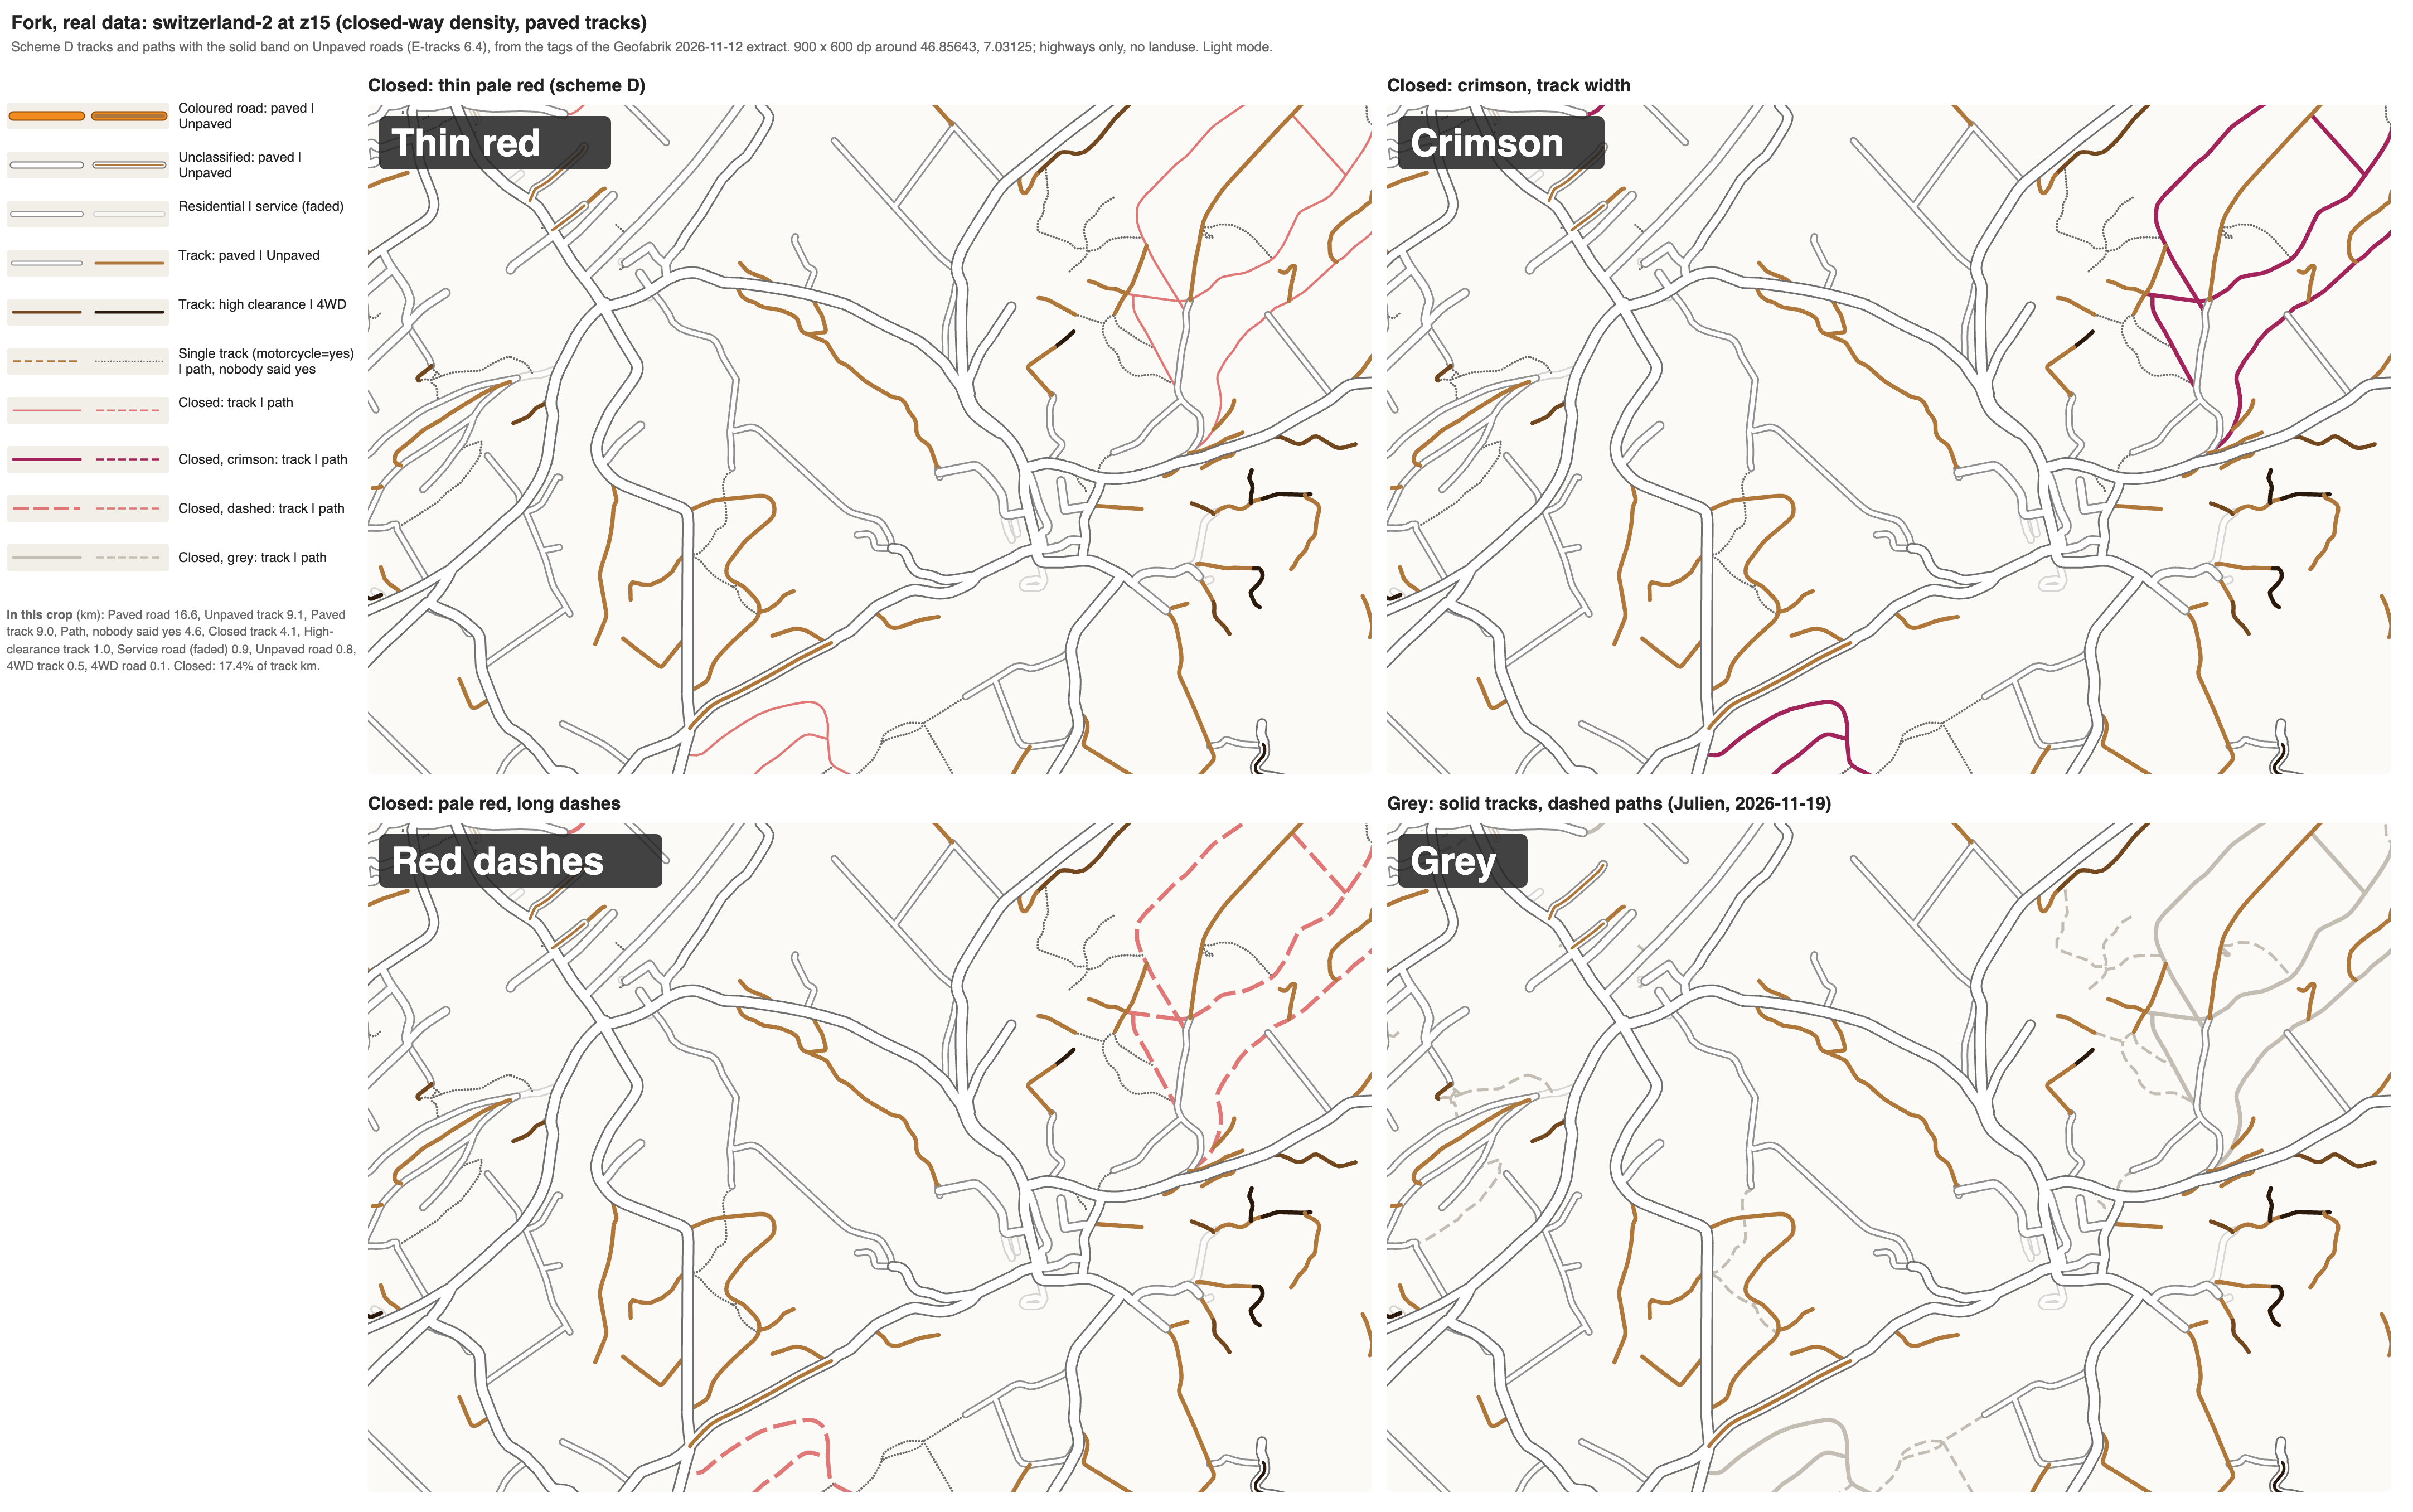 Fork, real data: switzerland-2 at z15 (closed-way density, paved tracks)
Scheme D tracks and paths with the solid band on Unpaved roads (E-tracks 6.4), from the tags of the Geofabrik 2026-11-12 extract. 900 x 600 dp around 46.85643, 7.03125; highways only, no landuse. Light mode.
Coloured road: paved |
Unpaved
Unclassified: paved |
Unpaved
Residential | service (faded)
Track: paved | Unpaved
Track: high clearance | 4WD
Single track (motorcycle=yes)
| path, nobody said yes
Closed: track | path
Closed, crimson: track | path
Closed, dashed: track | path
Closed, grey: track | path
In this crop (km): Paved road 16.6, Unpaved track 9.1, Paved
track 9.0, Path, nobody said yes 4.6, Closed track 4.1, High-
clearance track 1.0, Service road (faded) 0.9, Unpaved road 0.8,
4WD track 0.5, 4WD road 0.1. Closed: 17.4% of track km.
Closed: thin pale red (scheme D)
Thin red
Closed: crimson, track width
Crimson
Closed: pale red, long dashes
Red dashes
Grey: solid tracks, dashed paths (Julien, 2026-11-19)
Grey